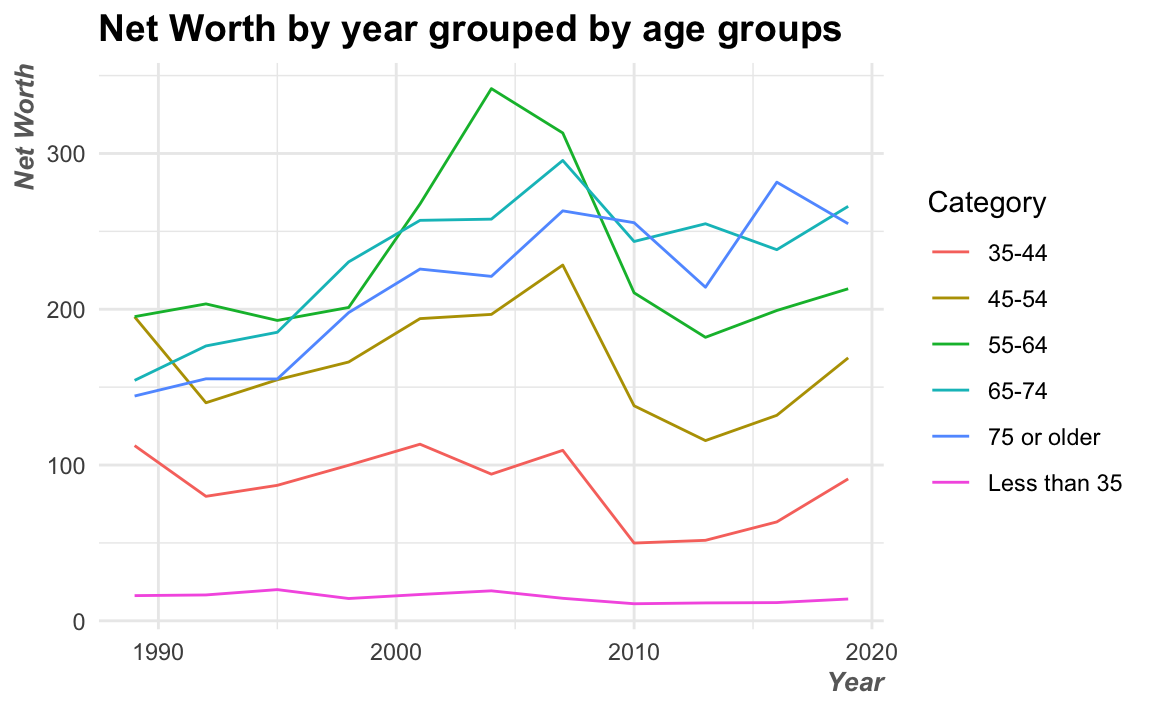 Net Worth by year grouped by age groups
Net Worth
300
200
100
0
1990 2000 2010 2020
Year
Category
35-44
45-54
55-64
65-74
75 or older
Less than 35